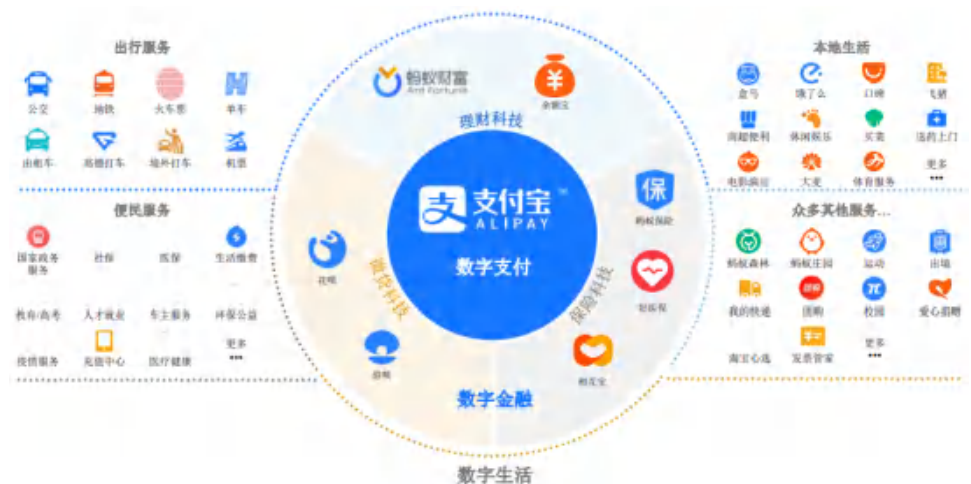 出行服务
公交 地铁 火车票 单车
出租车 高德打车 境外打车 机票
便民服务
国家政务服务 社保 医保 生活缴费
教育/高考 人才就业 车主服务 环保公益
疫情服务 充值中心 医疗健康 更多
蚂蚁财富
Ant Fortune
余额宝
理财科技
支付宝™
ALIPAY
数字支付
花呗
借呗
微贷科技
保
蚂蚁保险
好医保
相互宝
保险科技
数字金融
数字生活
本地生活
盒马 饿了么 口碑 飞猪
商超便利 休闲娱乐 买菜 送药上门
电影演出 大麦 体育服务 更多
众多其他服务...
蚂蚁森林 蚂蚁庄园 运动 出境
我的快递 团购 校园 爱心捐赠
淘宝心选 发票管家 更多